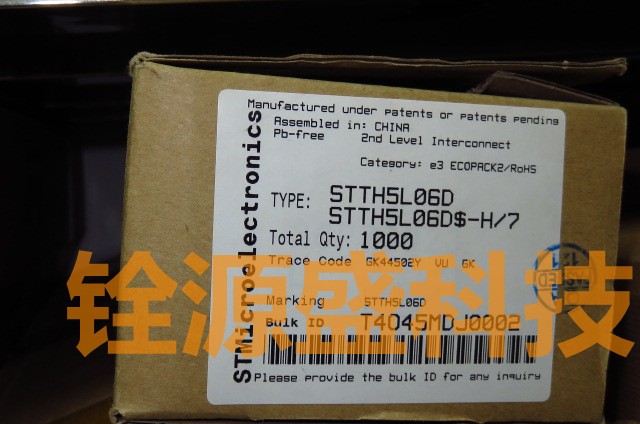 STMicroelectronics
Manufactured under patents or patents pending
Assembled in: CHINA
Pb-free 2nd Level Interconnect
Category: e3 ECOPACK2/RoHS
TYPE: STTH5L06D
STTH5L06D$-H/7
Total Qty: 1000
Trace Code GK44502Y VU GK
Marking STTH5L06D
Bulk ID T4045MDJ0002
Please provide the bulk ID for any inquiry
铨源盛科技